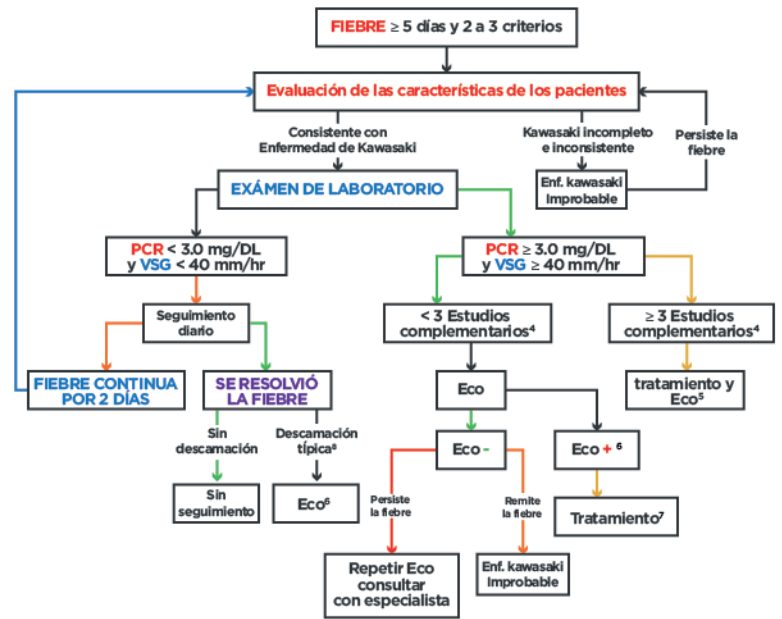 FIEBRE ≥ 5 días y 2 a 3 criterios
Evaluación de las características de los pacientes
Consistente con
Enfermedad de Kawasaki
Kawasaki incompleto
e inconsistente
Persiste la
fiebre
EXÁMEN DE LABORATORIO
Enf. kawasaki
Improbable
PCR < 3.0 mg/DL
y VSG < 40 mm/hr
PCR ≥ 3.0 mg/DL
y VSG ≥ 40 mm/hr
Seguimiento
diario
< 3 Estudios
complementarios⁴
≥ 3 Estudios
complementarios⁴
FIEBRE CONTINUA
POR 2 DÍAS
SE RESOLVIÓ
LA FIEBRE
Eco
tratamiento y
Eco⁵
Sin
descamación
Descamación
típica⁸
Eco -
Eco + ⁶
Sin
seguimiento
Eco⁶
Persiste
la fiebre
Remite
la fiebre
Tratamiento⁷
Repetir Eco
consultar
con especialista
Enf. kawasaki
Improbable